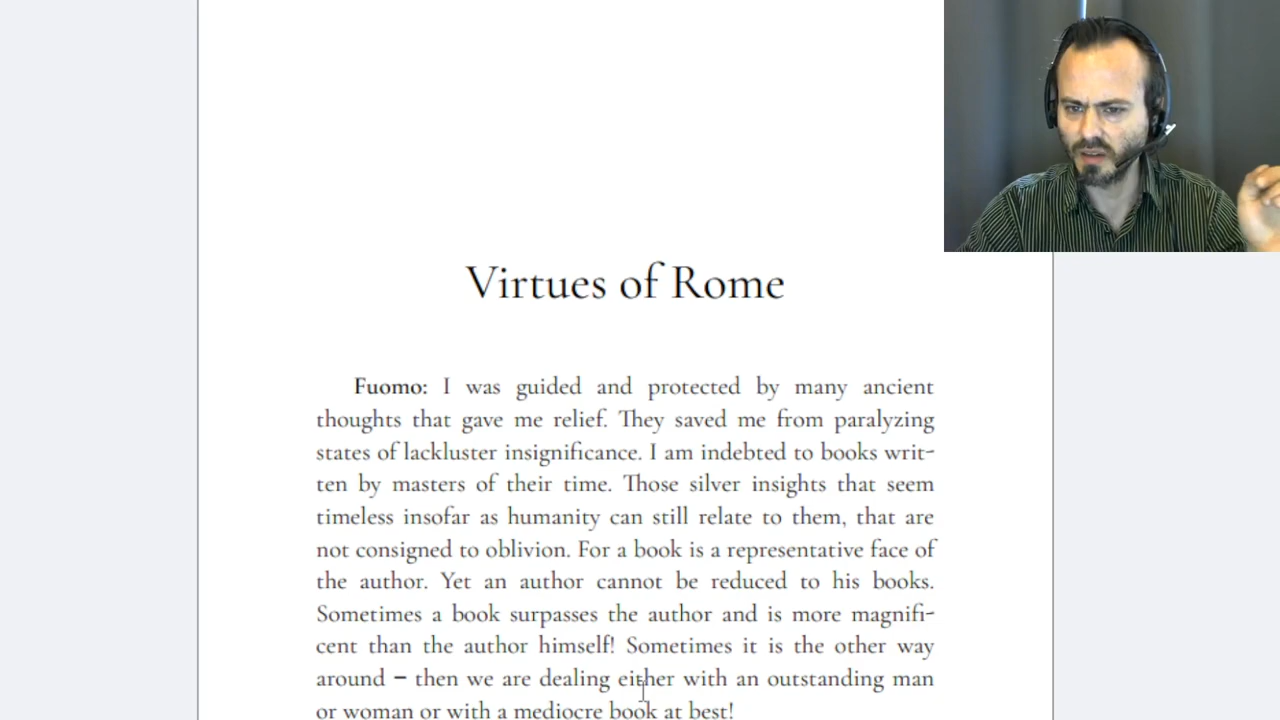 Virtues of Rome
Fuomo: I was guided and protected by many ancient
thoughts that gave me relief. They saved me from paralyzing
states of lackluster insignificance. I am indebted to books writ-
ten by masters of their time. Those silver insights that seem
timeless insofar as humanity can still relate to them, that are
not consigned to oblivion. For a book is a representative face of
the author. Yet an author cannot be reduced to his books.
Sometimes a book surpasses the author and is more magnifi-
cent than the author himself! Sometimes it is the other way
around – then we are dealing either with an outstanding man
or woman or with a mediocre book at best!